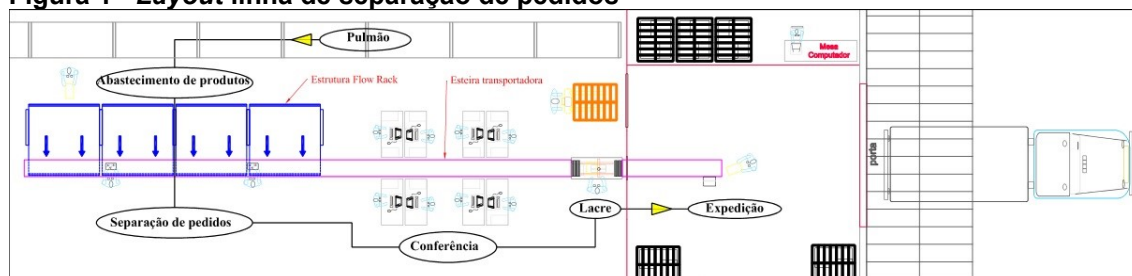 Figura 1 - Layout linha de separação de pedidos
Pulmão
Abastecimento de produtos
Estrutura Flow Rack
Esteira transportadora
Mesa
Computador
porta
Separação de pedidos
Conferência
Lacre
Expedição